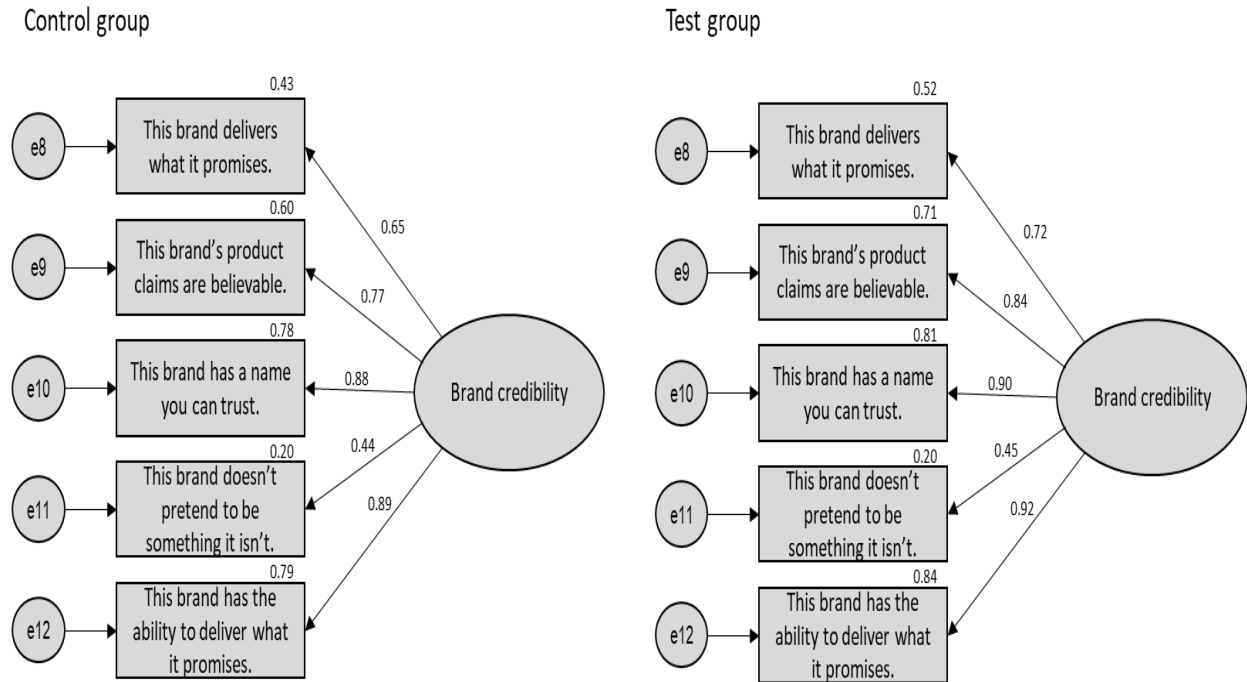 Control group
0.43
e8
This brand delivers
what it promises.
0.65
0.60
e9
This brand’s product
claims are believable.
0.77
0.78
e10
This brand has a name
you can trust.
0.88
Brand credibility
0.20
e11
This brand doesn’t
pretend to be
something it isn’t.
0.44
0.79
e12
This brand has the
ability to deliver what
it promises.
0.89
Test group
0.52
e8
This brand delivers
what it promises.
0.72
0.71
e9
This brand’s product
claims are believable.
0.84
0.81
e10
This brand has a name
you can trust.
0.90
Brand credibility
0.20
e11
This brand doesn’t
pretend to be
something it isn’t.
0.45
0.84
e12
This brand has the
ability to deliver what
it promises.
0.92